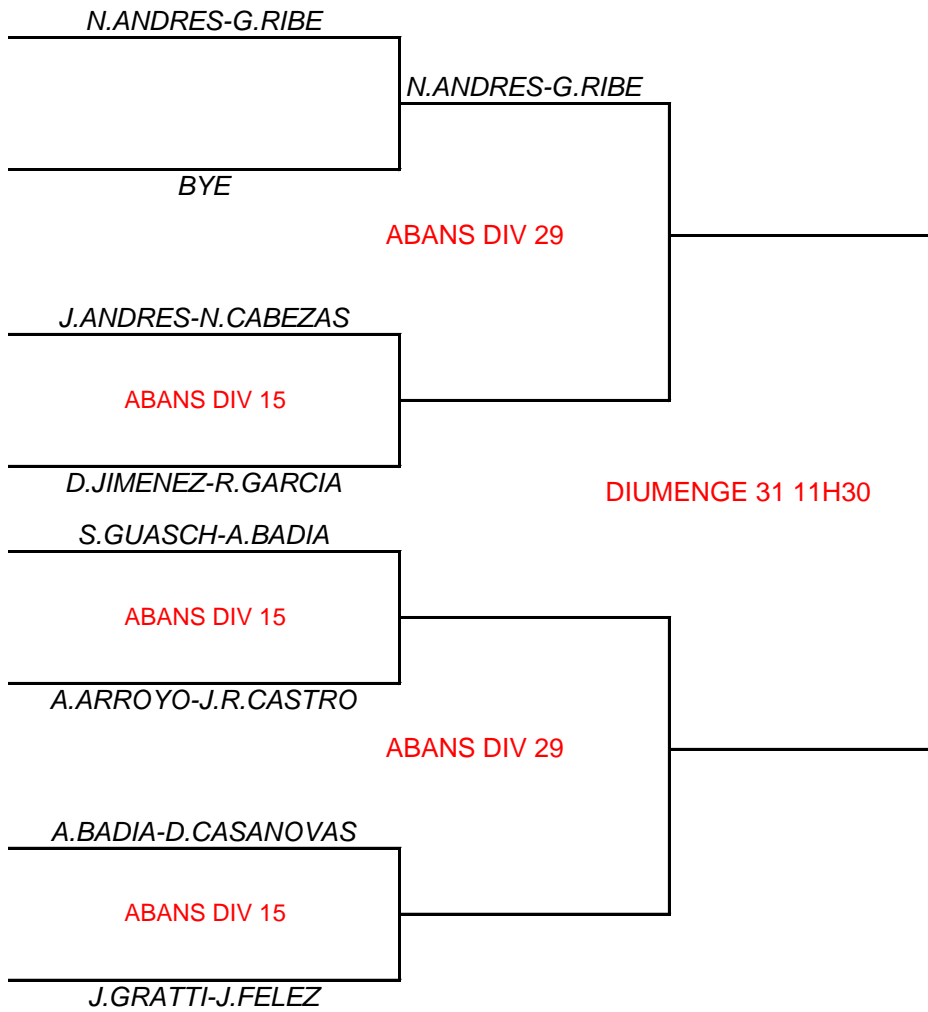 N.ANDRES-G.RIBE
N.ANDRES-G.RIBE
BYE
ABANS DIV 29
J.ANDRES-N.CABEZAS
ABANS DIV 15
D.JIMENEZ-R.GARCIA
DIUMENGE 31 11H30
S.GUASCH-A.BADIA
ABANS DIV 15
A.ARROYO-J.R.CASTRO
ABANS DIV 29
A.BADIA-D.CASANOVAS
ABANS DIV 15
J.GRATTI-J.FELEZ